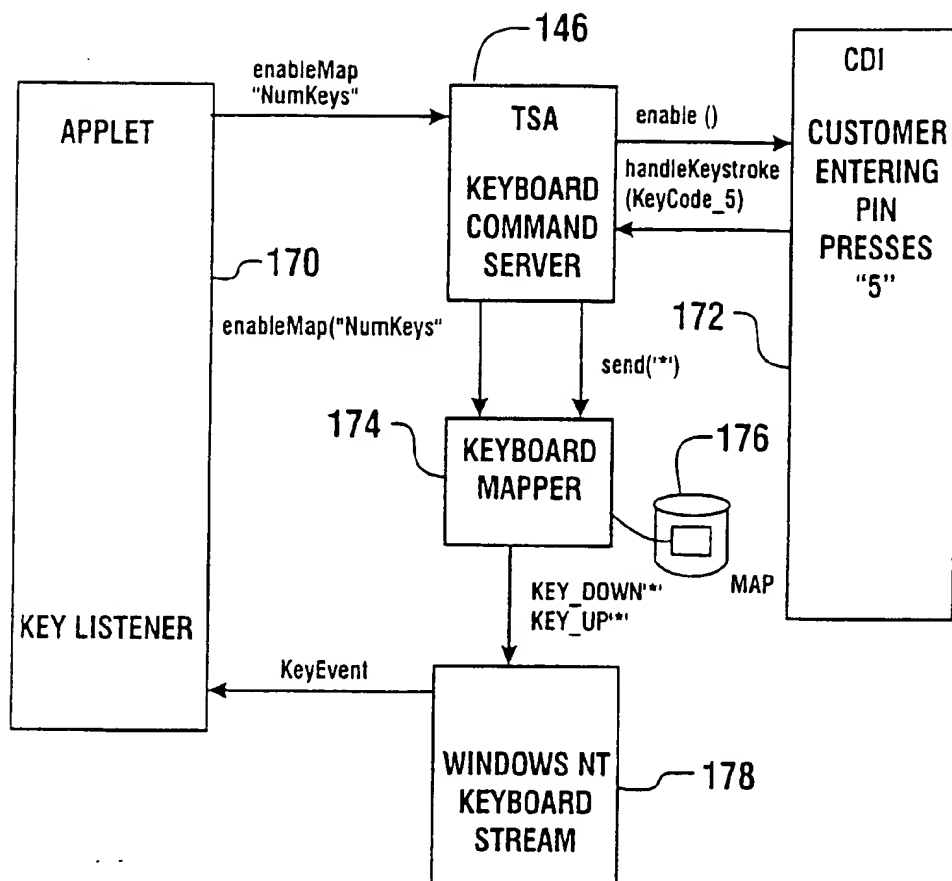 146
enableMap
"NumKeys"
APPLET
TSA
KEYBOARD
COMMAND
SERVER
enable ()
handleKeystroke
(KeyCode_5)
CDI
CUSTOMER
ENTERING
PIN
PRESSES
"5"
170
enableMap("NumKeys"
send('*')
172
174
KEYBOARD
MAPPER
176
MAP
KEY_DOWN'*'
KEY_UP'*'
KEY LISTENER
KeyEvent
WINDOWS NT
KEYBOARD
STREAM
178